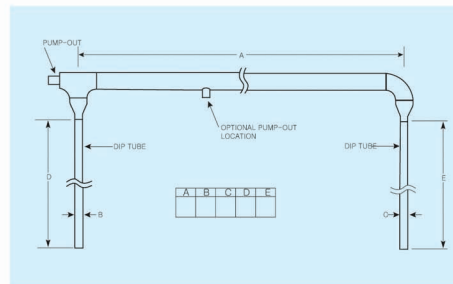 PUMP-OUT
A
OPTIONAL PUMP-OUT
LOCATION
DIP TUBE
DIP TUBE
D
E
A B C D E
B
C